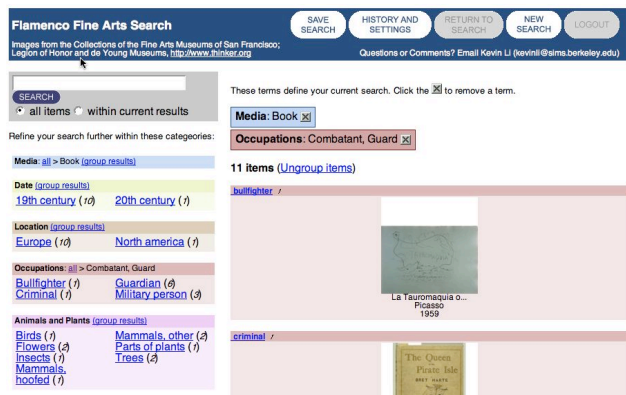 Flamenco Fine Arts Search
Images from the Collections of the Fine Arts Museums of San Francisco;
Legion of Honor and de Young Museums, http://www.thinker.org
SAVE
SEARCH
HISTORY AND
SETTINGS
RETURN TO
SEARCH
NEW
SEARCH
LOGOUT
Questions or Comments? Email Kevin Li (kevinli@sims.berkeley.edu)
SEARCH
all items within current results
Refine your search further within these categeories:
Media: all > Book (group results)
Date (group results)
19th century (10) 20th century (1)
Location (group results)
Europe (10) North america (1)
Occupations: all > Combatant, Guard
Bullfighter (1) Guardian (6)
Criminal (1) Military person (3)
Animals and Plants (group results)
Birds (1) Mammals, other (2)
Flowers (2) Parts of plants (1)
Insects (1) Trees (2)
Mammals,
hoofed (1)
These terms define your current search. Click the X to remove a term.
Media: Book X
Occupations: Combatant, Guard X
11 items (Ungroup items)
bullfighter 1
La Tauromaquia o...
Picasso
1959
criminal 1
The Queen
of the
Pirate Isle
BRET HARTE